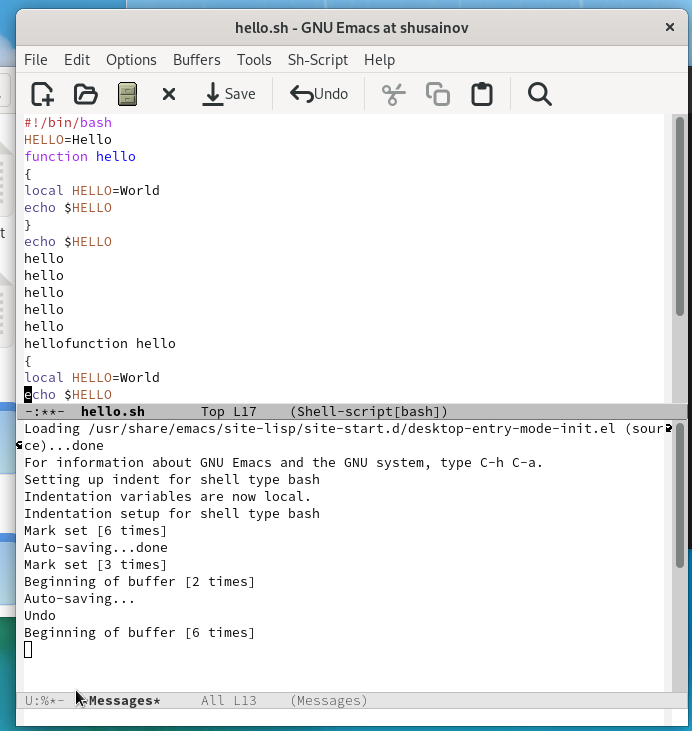 hello.sh - GNU Emacs at shusainov
File Edit Options Buffers Tools Sh-Script Help
Save Undo
#!/bin/bash
HELLO=Hello
function hello
{
local HELLO=World
echo $HELLO
}
echo $HELLO
hello
hello
hello
hello
hello
hellofunction hello
{
local HELLO=World
echo $HELLO
-:**- hello.sh Top L17 (Shell-script[bash])
Loading /usr/share/emacs/site-lisp/site-start.d/desktop-entry-mode-init.el (sour
ce)...done
For information about GNU Emacs and the GNU system, type C-h C-a.
Setting up indent for shell type bash
Indentation variables are now local.
Indentation setup for shell type bash
Mark set [6 times]
Auto-saving...done
Mark set [3 times]
Beginning of buffer [2 times]
Auto-saving...
Undo
Beginning of buffer [6 times]
U:%*- *Messages* All L13 (Messages)
t